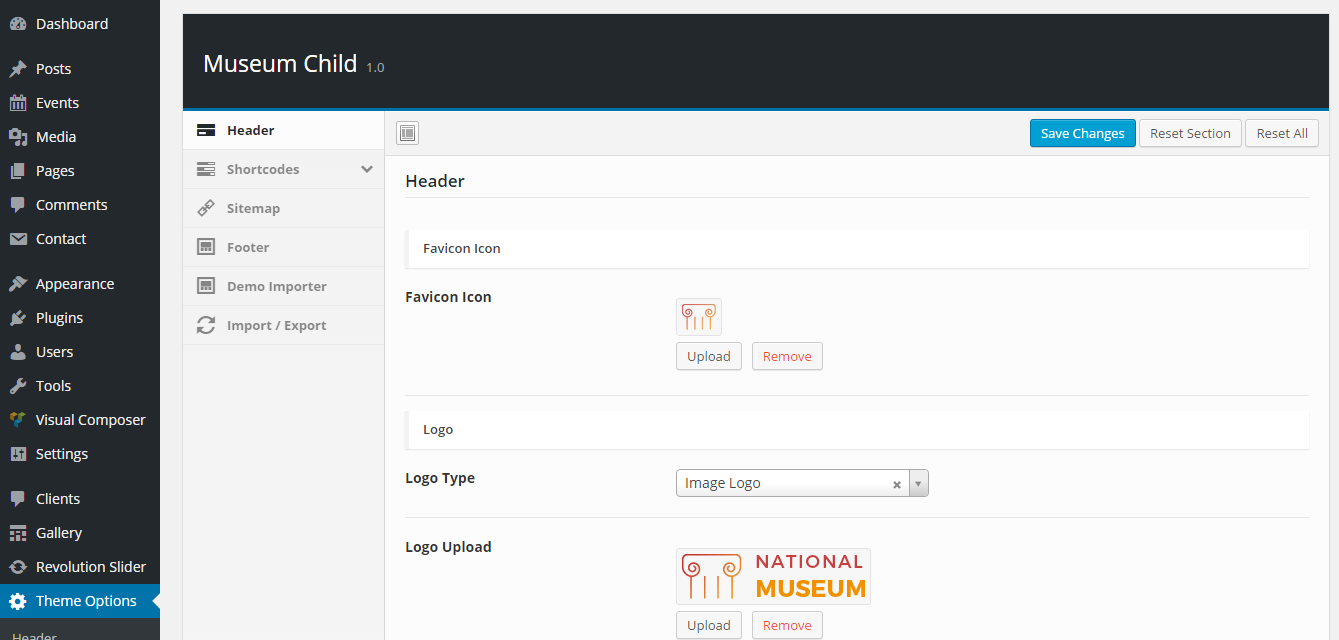 Dashboard
Posts
Events
Media
Pages
Comments
Contact
Appearance
Plugins
Users
Tools
Visual Composer
Settings
Clients
Gallery
Revolution Slider
Theme Options
Header
Museum Child 1.0
Header
Shortcodes
Sitemap
Footer
Demo Importer
Import / Export
Save Changes Reset Section Reset All
Header
Favicon Icon
Favicon Icon
Upload Remove
Logo
Logo Type Image Logo
Logo Upload
NATIONAL
MUSEUM
Upload Remove